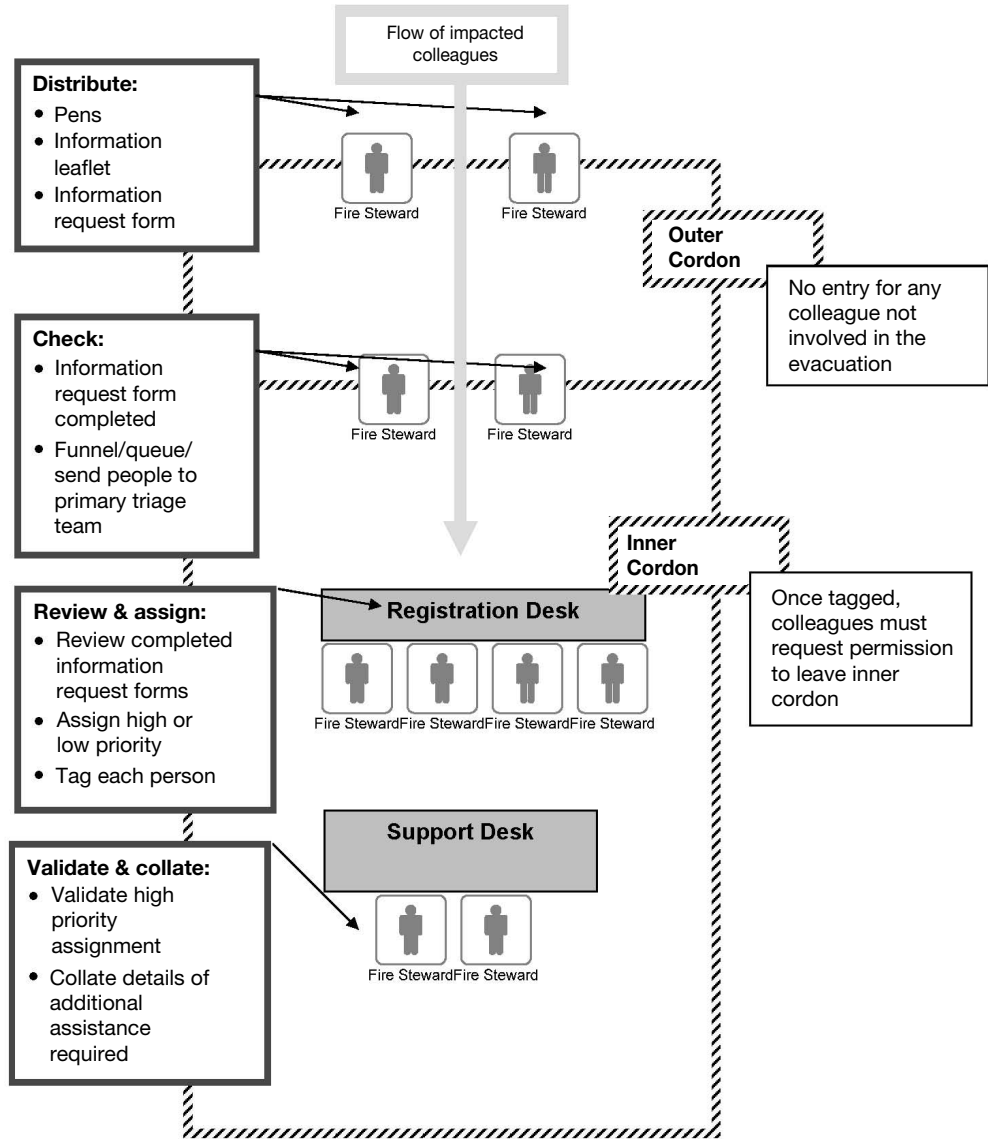 Flow of impacted
colleagues
Distribute:
• Pens
• Information
leaflet
• Information
request form
Fire Steward
Fire Steward
Outer
Cordon
No entry for any
colleague not
involved in the
evacuation
Check:
• Information
request form
completed
• Funnel/queue/
send people to
primary triage
team
Fire Steward
Fire Steward
Inner
Cordon
Once tagged,
colleagues must
request permission
to leave inner
cordon
Review & assign:
• Review completed
information
request forms
• Assign high or
low priority
• Tag each person
Registration Desk
Fire Steward
Fire Steward
Fire Steward
Fire Steward
Validate & collate:
• Validate high
priority
assignment
• Collate details of
additional
assistance
required
Support Desk
Fire Steward
Fire Steward